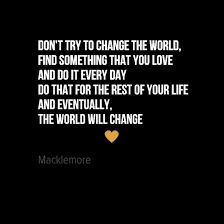 DON'T TRY TO CHANGE THE WORLD,
FIND SOMETHING THAT YOU LOVE
AND DO IT EVERY DAY
DO THAT FOR THE REST OF YOUR LIFE
AND EVENTUALLY,
THE WORLD WILL CHANGE
Macklemore